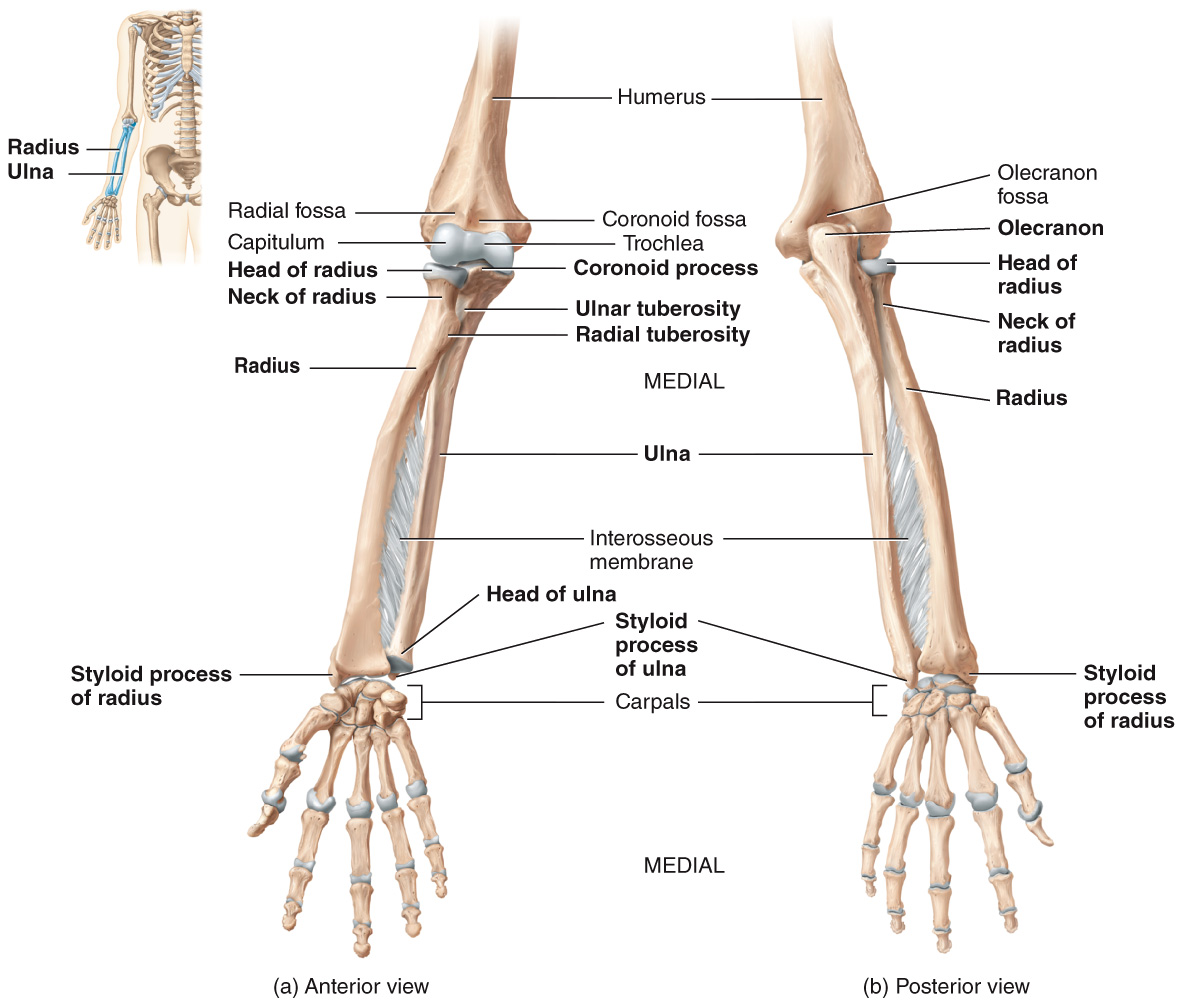 Radius
Ulna
Humerus
Radial fossa
Capitulum
Head of radius
Neck of radius
Radius
Coronoid fossa
Trochlea
Coronoid process
Ulnar tuberosity
Radial tuberosity
MEDIAL
Ulna
Interosseous
membrane
Head of ulna
Styloid
process
of ulna
Styloid process
of radius
Carpals
MEDIAL
Olecranon
fossa
Olecranon
Head of
radius
Neck of
radius
Radius
Styloid
process
of radius
(a) Anterior view
(b) Posterior view